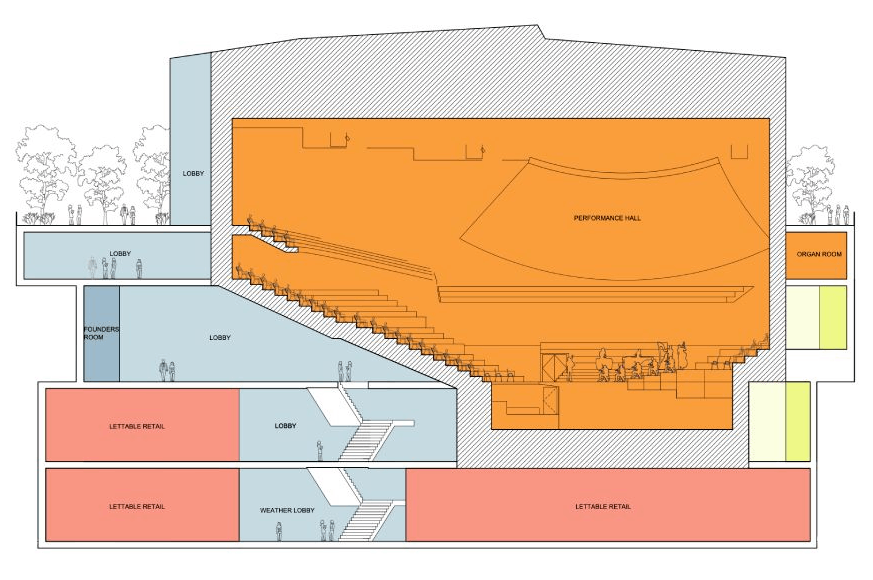 LOBBY
PERFORMANCE HALL
LOBBY
ORGAN ROOM
FOUNDERS
ROOM
LOBBY
LETTABLE RETAIL
LOBBY
LETTABLE RETAIL
WEATHER LOBBY
LETTABLE RETAIL